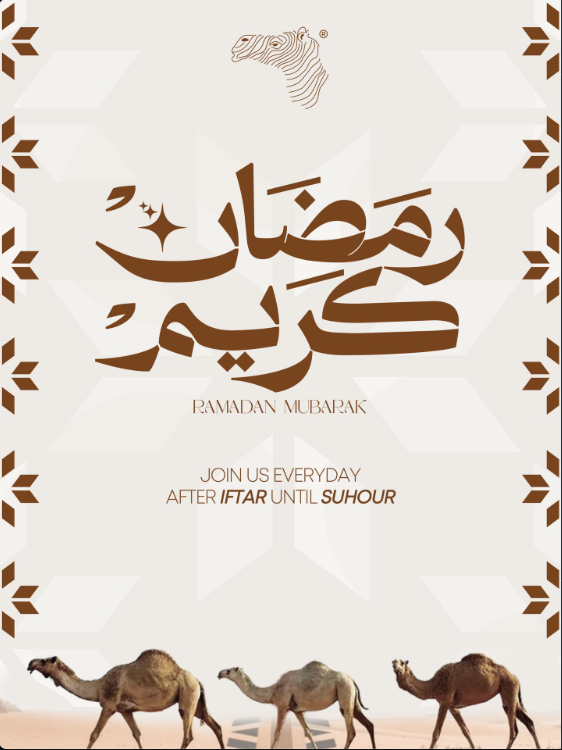 ®
رمضان
كريم
RAMADAN MUBARAK
JOIN US EVERYDAY
AFTER IFTAR UNTIL SUHOUR